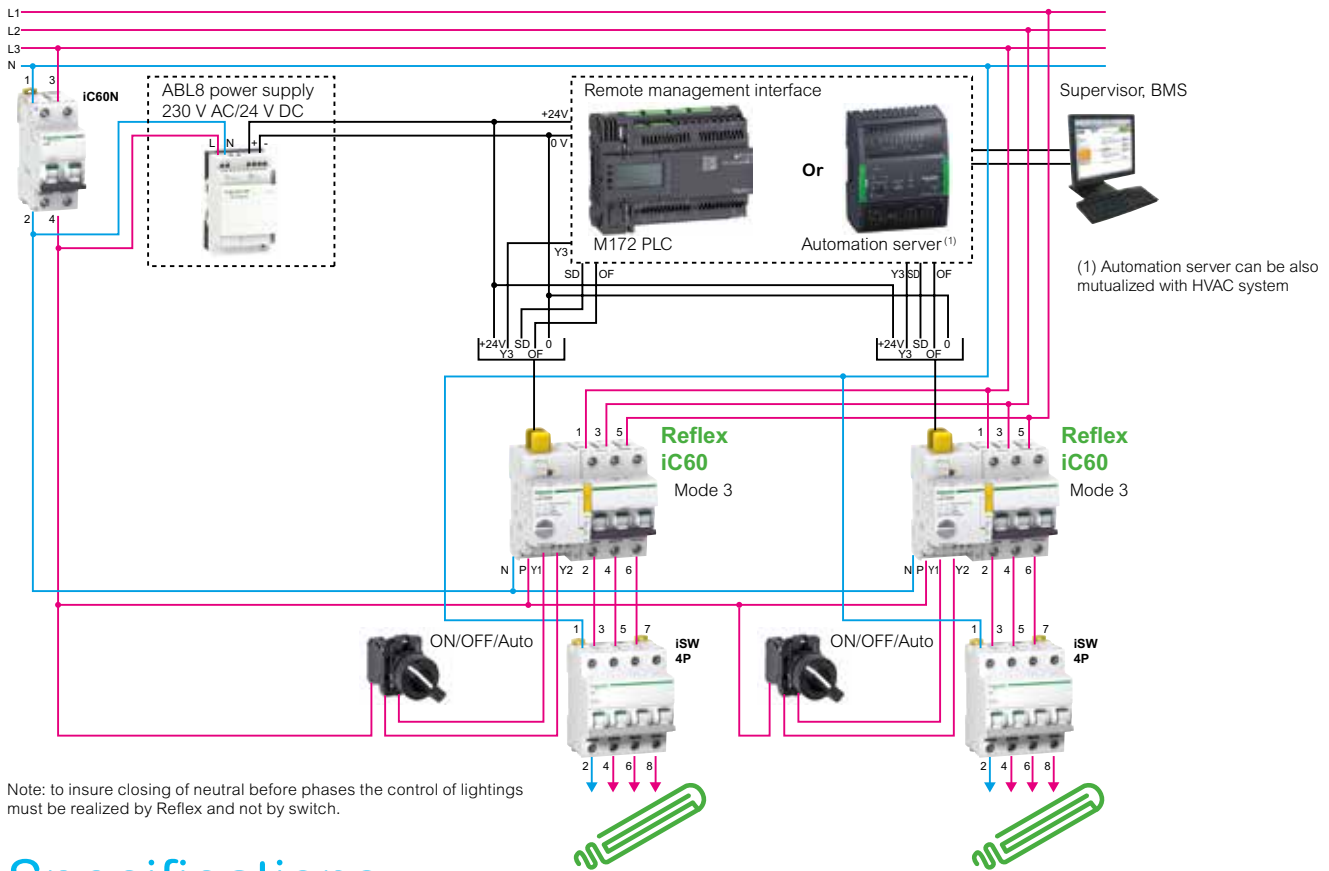 L1
L2
L3
N
1 3
iC60N
2 4
ABL8 power supply
230 V AC/24 V DC
L N + -
+24V
0 V
Remote management interface
Or
M172 PLC
Automation server (1)
Supervisor, BMS
(1) Automation server can be also
mutualized with HVAC system
Y3
SD OF
Y3 SD OF
+24V SD 0
Y3 OF
+24V SD 0
Y3 OF
1 3 5
Reflex
iC60
Mode 3
N P Y1 Y2 2 4 6
1 3 5
Reflex
iC60
Mode 3
N P Y1 Y2 2 4 6
ON/OFF/Auto
1 3 5 7
iSW
4P
2 4 6 8
ON/OFF/Auto
1 3 5 7
iSW
4P
2 4 6 8
Note: to insure closing of neutral before phases the control of lightings
must be realized by Reflex and not by switch.
Specifications